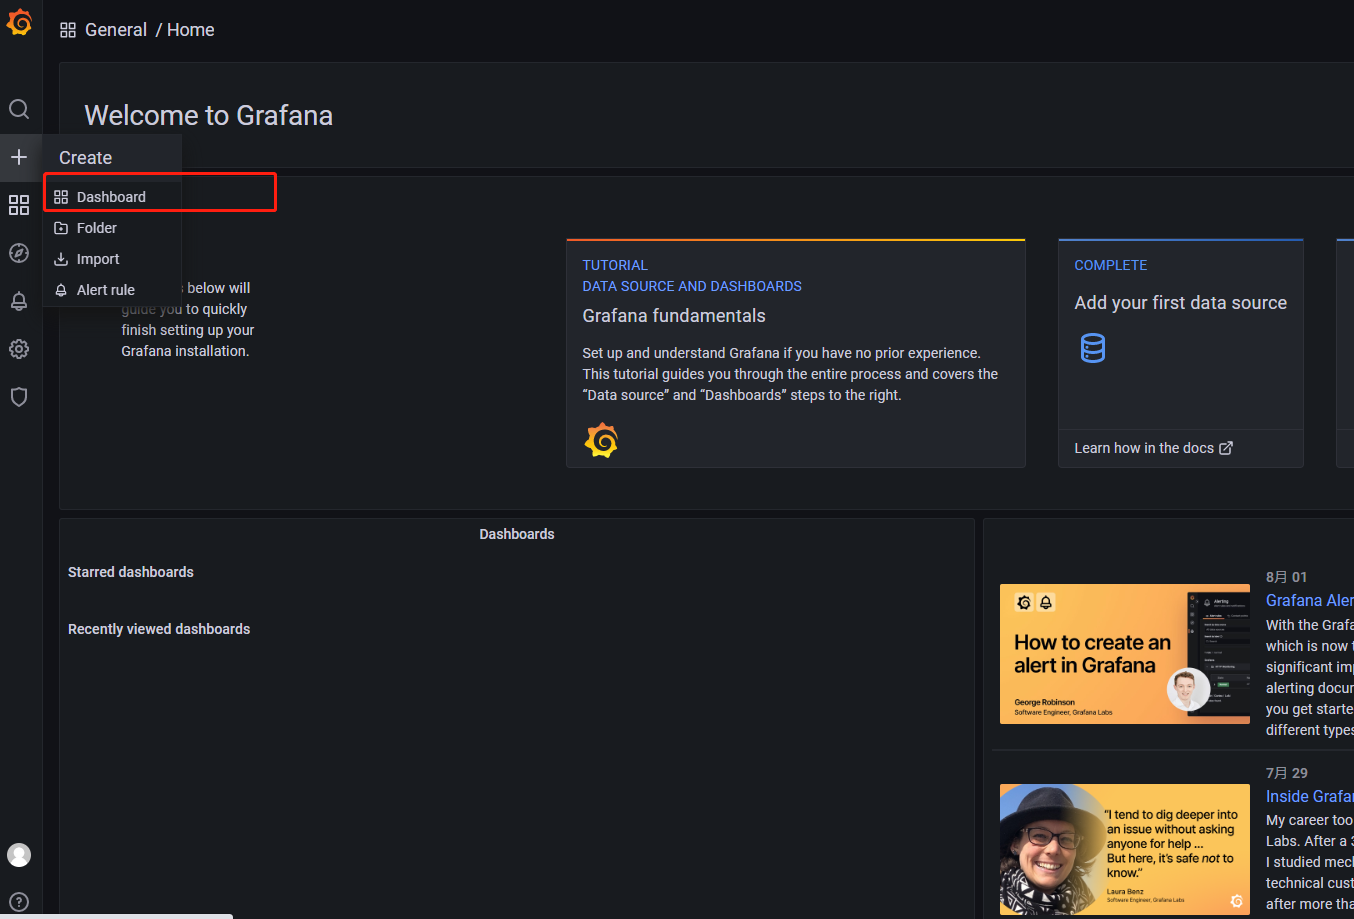 General / Home
Welcome to Grafana
Create
Dashboard
Folder
Import
Alert rule
below will
guide you to quickly
finish setting up your
Grafana installation.
TUTORIAL
DATA SOURCE AND DASHBOARDS
Grafana fundamentals
Set up and understand Grafana if you have no prior experience.
This tutorial guides you through the entire process and covers the
“Data source” and “Dashboards” steps to the right.
COMPLETE
Add your first data source
Learn how in the docs
Dashboards
Starred dashboards
Recently viewed dashboards
8月 01
Grafana Aler
With the Grafa
which is now t
significant imp
alerting docum
you get starte
different types
How to create an
alert in Grafana
George Robinson
Software Engineer, Grafana Labs
Alerting
7月 29
Inside Grafan
My career too
Labs. After a 3
I studied mech
technical cust
after more tha
“I tend to dig deeper into
an issue without asking
anyone for help ...
But here, it’s safe not to
know.”
Laura Benz
Software Engineer, Grafana Labs